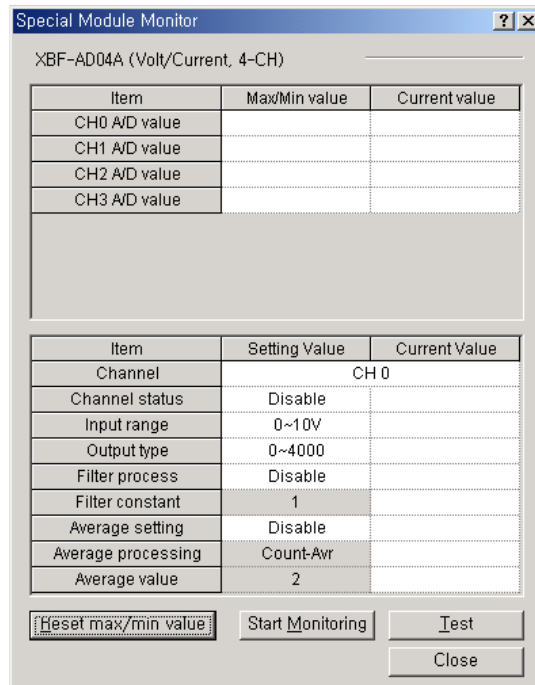 Special Module Monitor ? ×
XBF-AD04A (Volt/Current, 4-CH)
Item Max/Min value Current value
CH0 A/D value
CH1 A/D value
CH2 A/D value
CH3 A/D value
Item Setting Value Current Value
Channel CH 0
Channel status Disable
Input range 0~10V
Output type 0~4000
Filter process Disable
Filter constant 1
Average setting Disable
Average processing Count-Avr
Average value 2
Reset max/min value Start Monitoring Test
Close